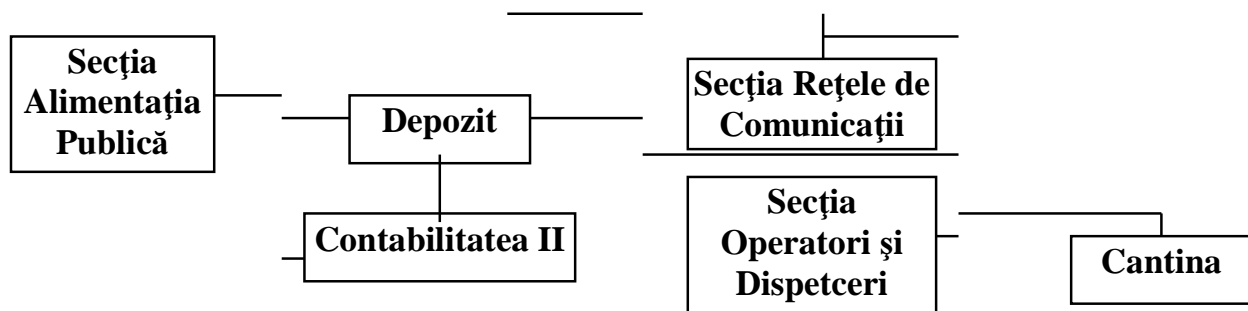 Secţia
Alimentaţia
Publică
Depozit
Contabilitatea II
Secţia Reţele de
Comunicaţii
Secţia
Operatori şi
Dispetceri
Cantina